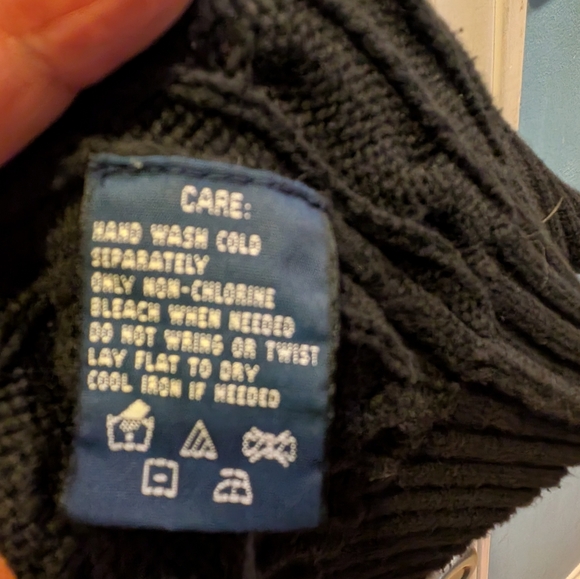 CARE:
HAND WASH COLD
SEPARATELY
ONLY NON-CHLORINE
BLEACH WHEN NEEDED
DO NOT WRING OR TWIST
LAY FLAT TO DRY
COOL IRON IF NEEDED